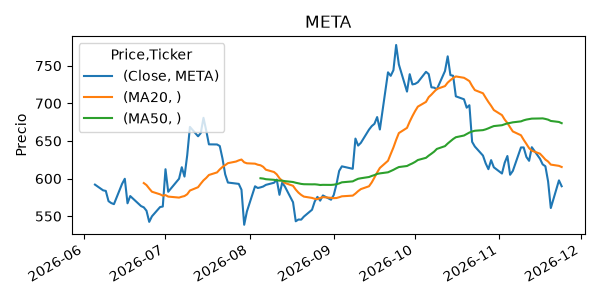 META
Price,Ticker
(Close, META)
(MA20, )
(MA50, )
Precio
750
700
650
600
550
2026-06
2026-07
2026-08
2026-09
2026-10
2026-11
2026-12